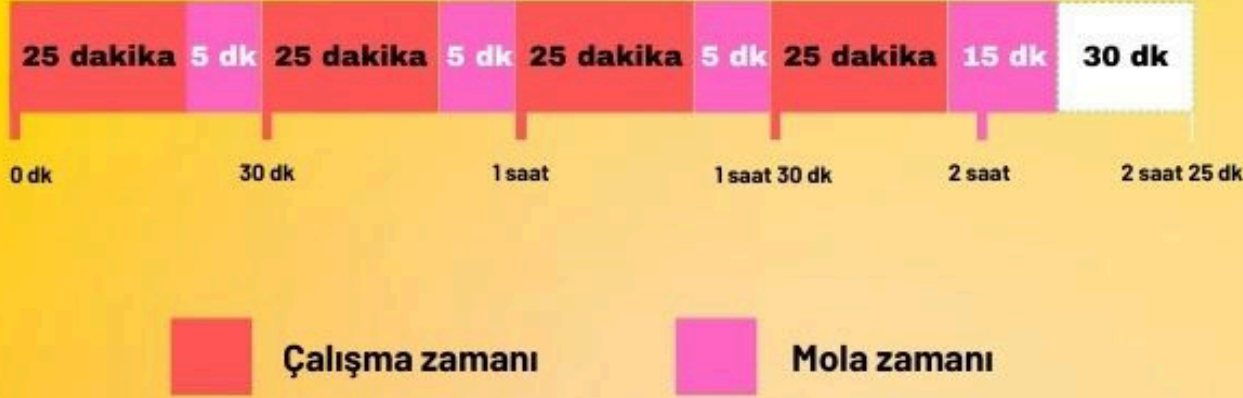 25 dakika 5 dk 25 dakika 5 dk 25 dakika 5 dk 25 dakika 15 dk 30 dk
0 dk 30 dk 1 saat 1 saat 30 dk 2 saat 2 saat 25 dk
Çalışma zamanı Mola zamanı